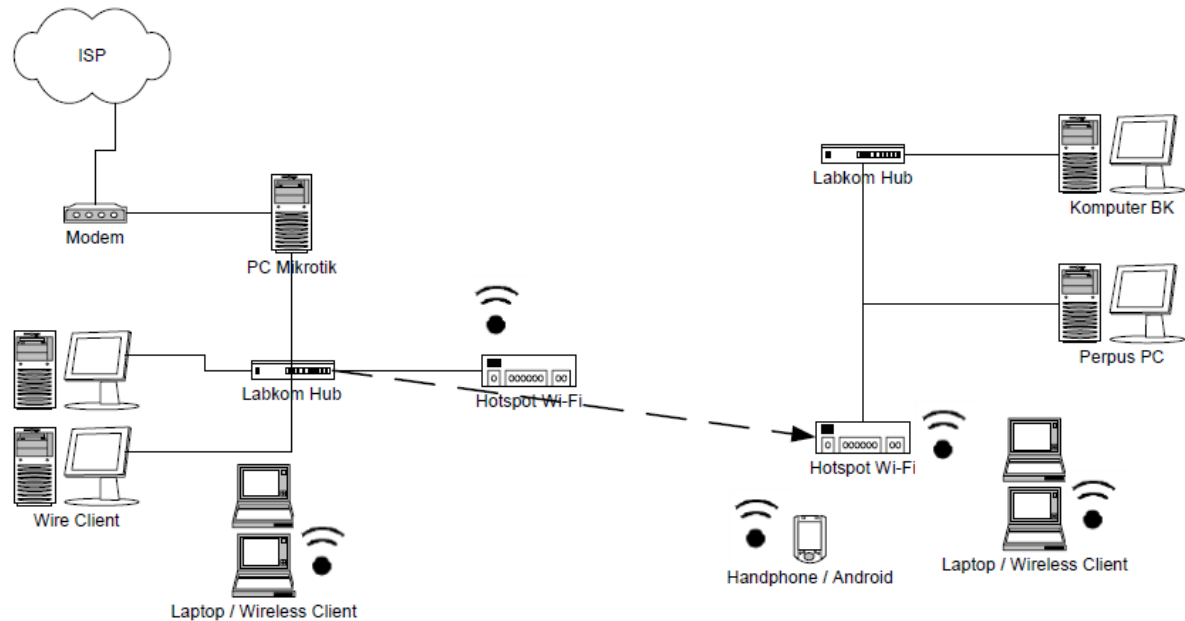 ISP
Modem
PC Mikrotik
Labkom Hub
Hotspot Wi-Fi
Wire Client
Laptop / Wireless Client
Labkom Hub
Komputer BK
Perpus PC
Hotspot Wi-Fi
Handphone / Android
Laptop / Wireless Client